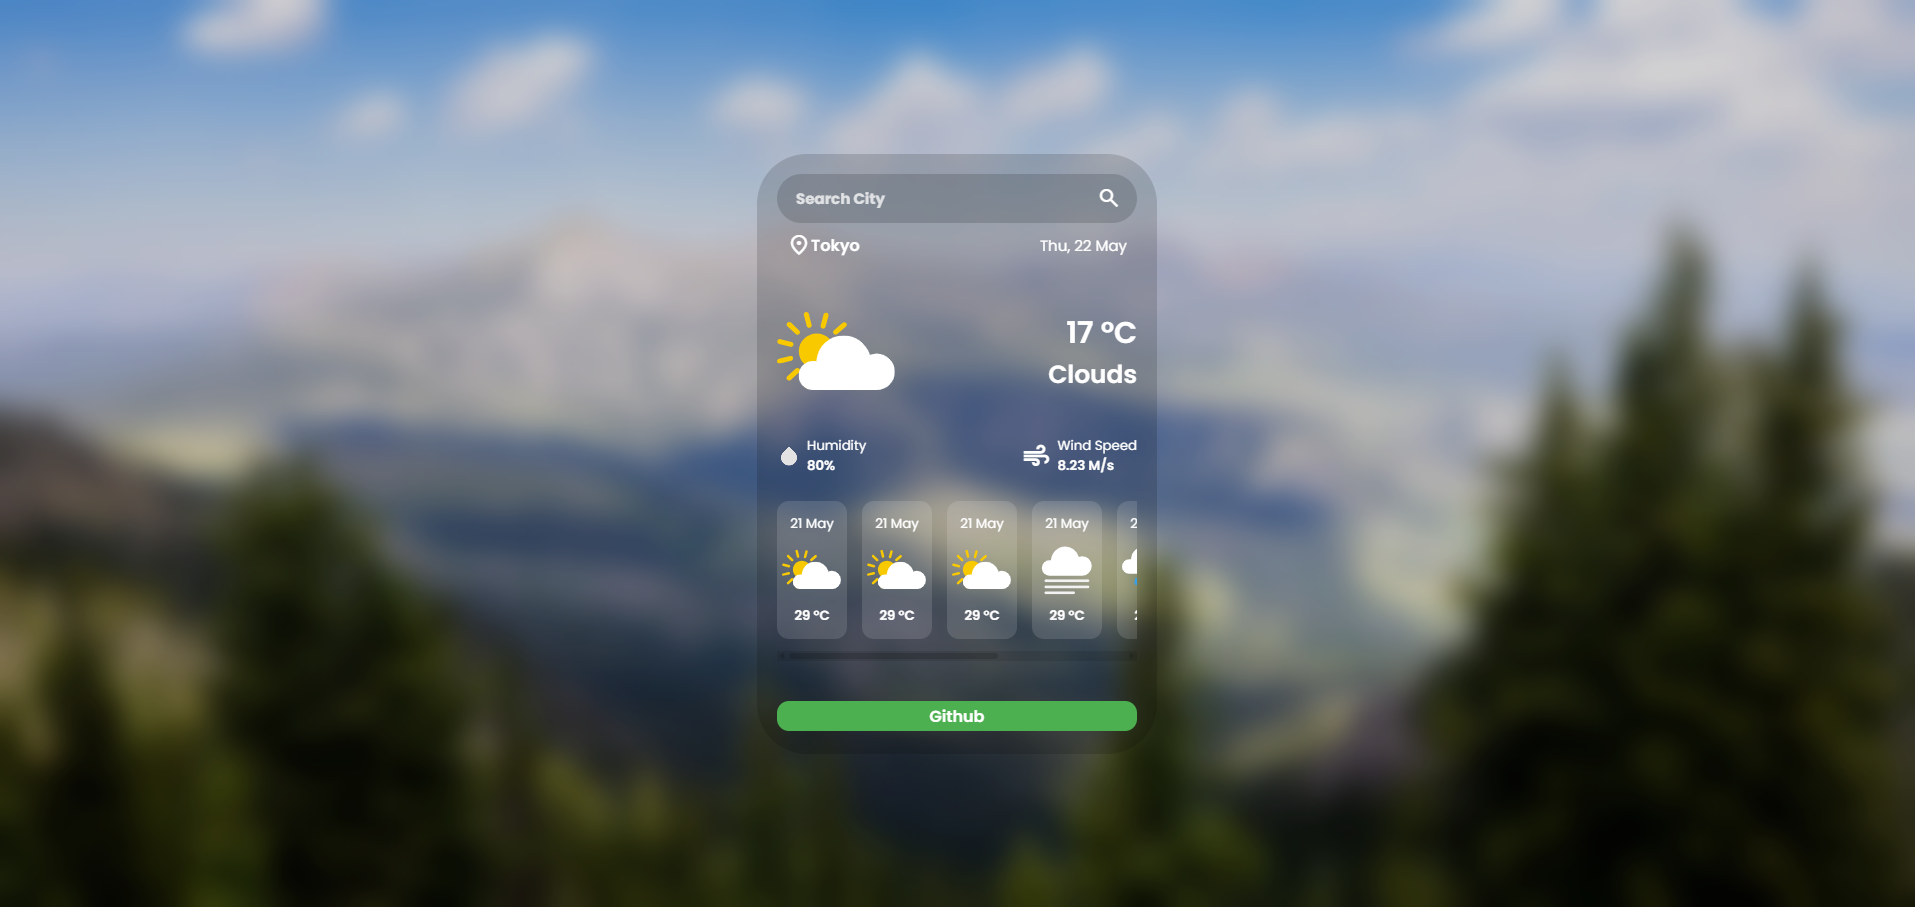 Search City
Tokyo
Thu, 22 May
17 °C
Clouds
Humidity
80%
Wind Speed
8.23 M/s
21 May
21 May
21 May
21 May
2
29 °C
29 °C
29 °C
29 °C
Github